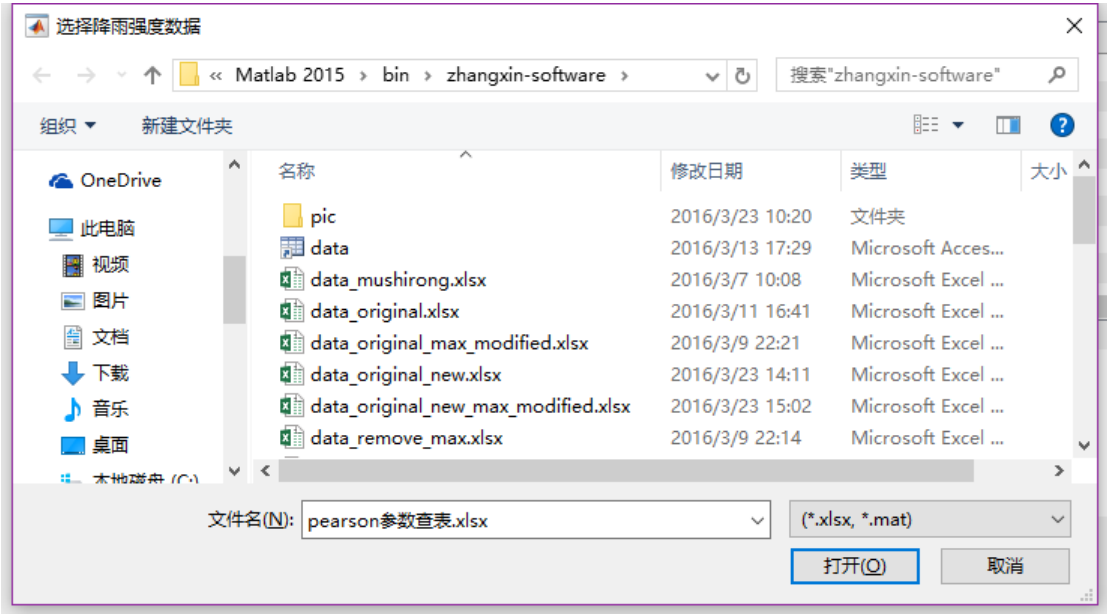 选择降雨强度数据
« Matlab 2015 › bin › zhangxin-software ›
搜索"zhangxin-software"
组织 新建文件夹
OneDrive
此电脑
视频
图片
文档
下载
音乐
桌面
本地磁盘 (C:)
名称 修改日期 类型 大小
pic 2016/3/23 10:20 文件夹
data 2016/3/13 17:29 Microsoft Acces...
data_mushirong.xlsx 2016/3/7 10:08 Microsoft Excel ...
data_original.xlsx 2016/3/11 16:41 Microsoft Excel ...
data_original_max_modified.xlsx 2016/3/9 22:21 Microsoft Excel ...
data_original_new.xlsx 2016/3/23 14:11 Microsoft Excel ...
data_original_new_max_modified.xlsx 2016/3/23 15:02 Microsoft Excel ...
data_remove_max.xlsx 2016/3/9 22:14 Microsoft Excel ...
文件名(N): pearson参数查表.xlsx (*.xlsx, *.mat)
打开(O) 取消